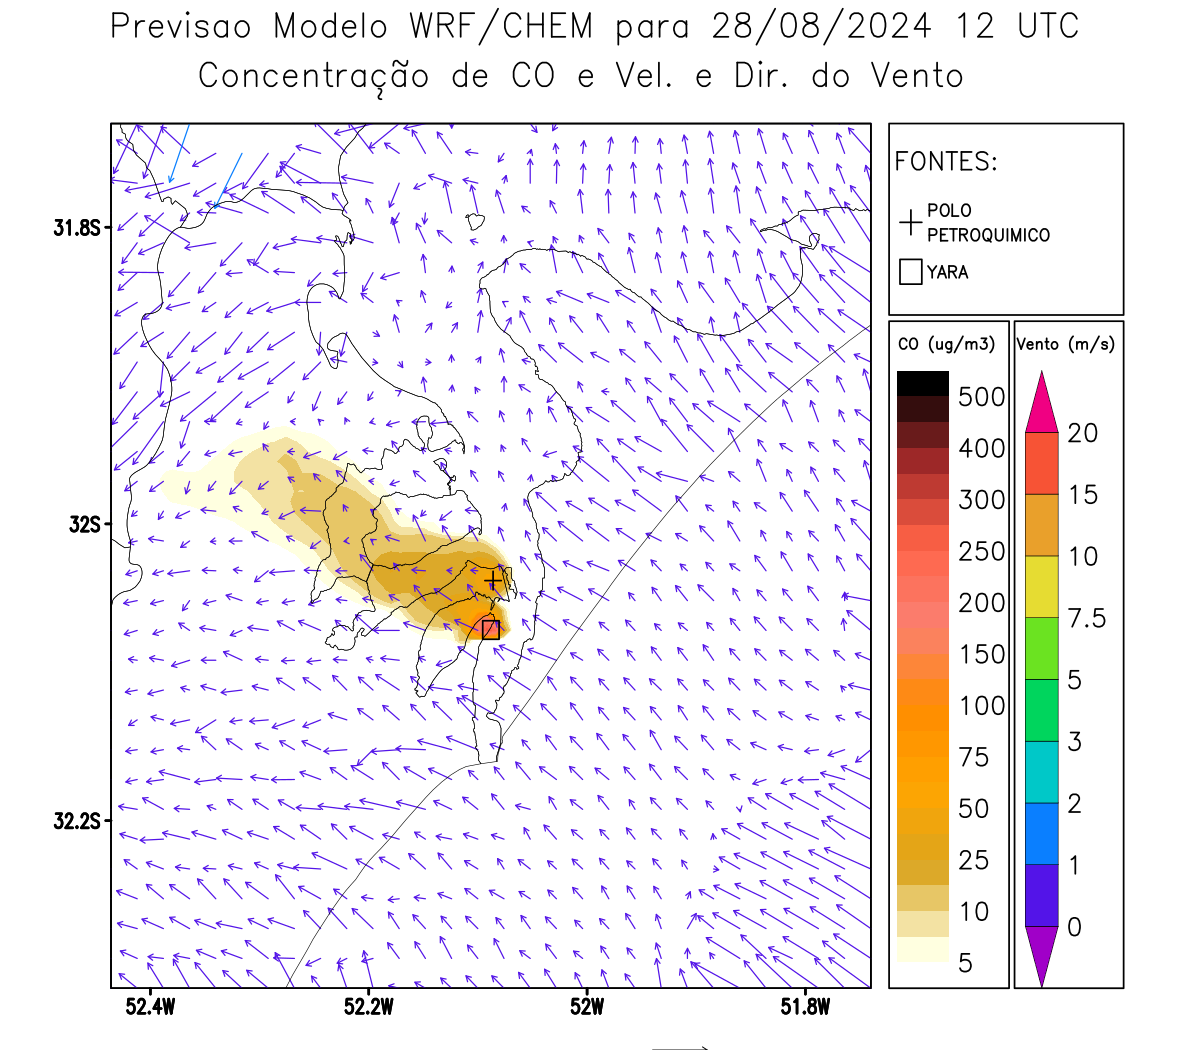 Previsao Modelo WRF/CHEM para 28/08/2024 12 UTC
Concentração de CO e Vel. e Dir. do Vento
FONTES:
POLO
PETROQUIMICO
YARA
CO (ug/m3)
500
400
300
250
200
150
100
75
50
25
10
5
Vento (m/s)
20
15
10
7.5
5
3
2
1
0
31.8S
32S
32.2S
52.4W
52.2W
52W
51.8W